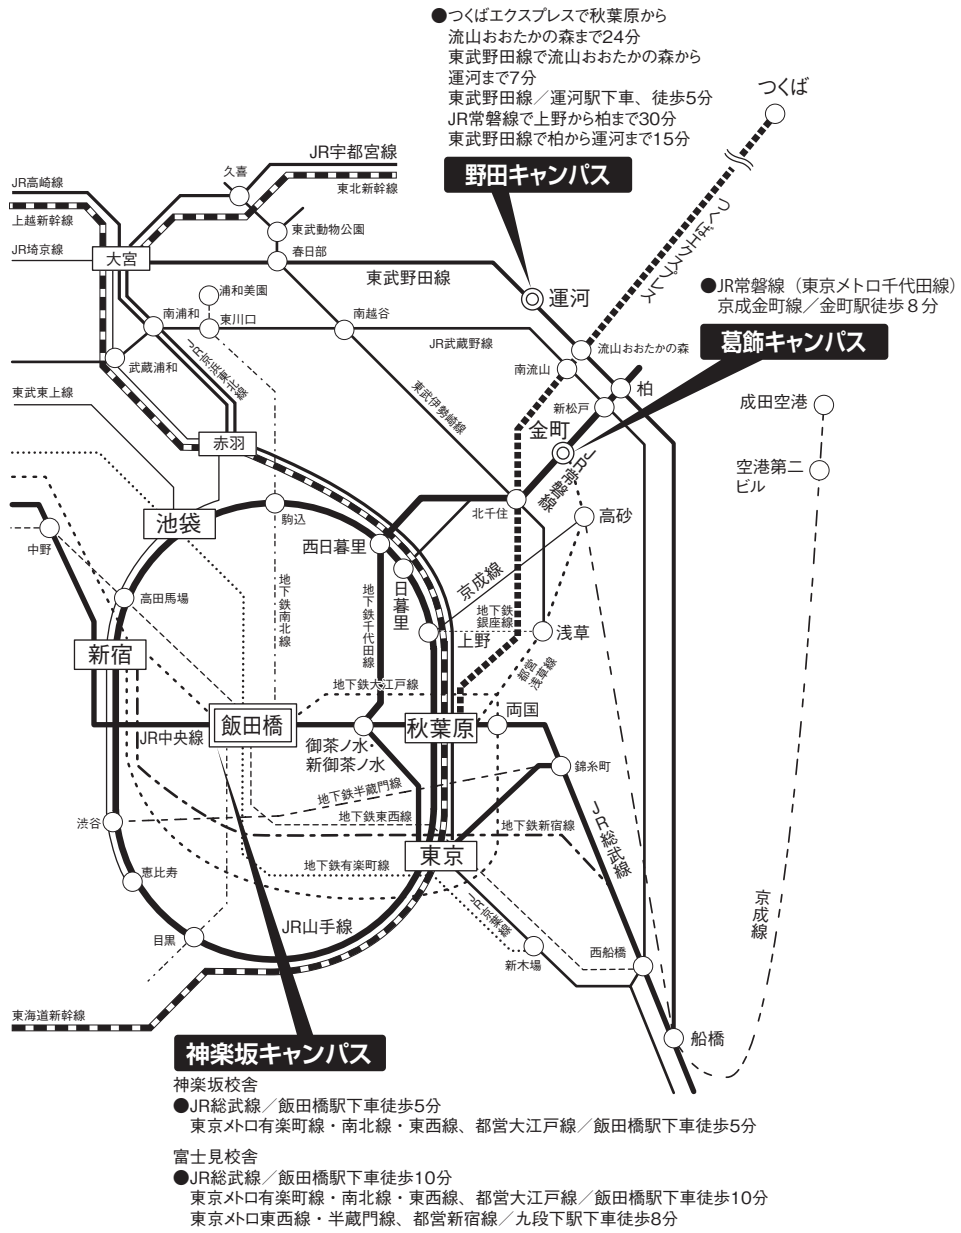 ●つくばエクスプレスで秋葉原から
流山おおたかの森まで24分
東武野田線で流山おおたかの森から
運河まで7分
東武野田線／運河駅下車、徒歩5分
JR常磐線で上野から柏まで30分
東武野田線で柏から運河まで15分
つくば
野田キャンパス
JR宇都宮線
久喜
東北新幹線
JR高崎線
上越新幹線
つくばエクスプレス
東武動物公園
JR埼京線
大宮
春日部
東武野田線
●JR常磐線（東京メトロ千代田線）
京成金町線／金町駅徒歩８分
葛飾キャンパス
浦和美園
運河
南浦和
東川口
南越谷
JR武蔵野線
流山おおたかの森
武蔵浦和
JR京浜東北線
南流山
東武東上線
東武伊勢崎線
柏
新松戸
成田空港
金町
赤羽
JR常磐線
空港第二
ビル
池袋
駒込
北千住
高砂
中野
西日暮里
日暮里
京成線
高田馬場
地下鉄南北線
地下鉄千代田線
地下鉄
銀座線
上野
浅草
新宿
都営
浅草線
地下鉄大江戸線
両国
飯田橋
秋葉原
JR中央線
御茶ノ水・
新御茶ノ水
錦糸町
地下鉄半蔵門線
地下鉄東西線
地下鉄新宿線
JR総武線
渋谷
東京
地下鉄有楽町線
恵比寿
京成線
JR京葉線
JR山手線
目黒
新木場
西船橋
東海道新幹線
船橋
神楽坂キャンパス
神楽坂校舎
●JR総武線／飯田橋駅下車徒歩5分
東京メトロ有楽町線・南北線・東西線、都営大江戸線／飯田橋駅下車徒歩5分
富士見校舎
●JR総武線／飯田橋駅下車徒歩10分
東京メトロ有楽町線・南北線・東西線、都営大江戸線／飯田橋駅下車徒歩10分
東京メトロ東西線・半蔵門線、都営新宿線／九段下駅下車徒歩8分